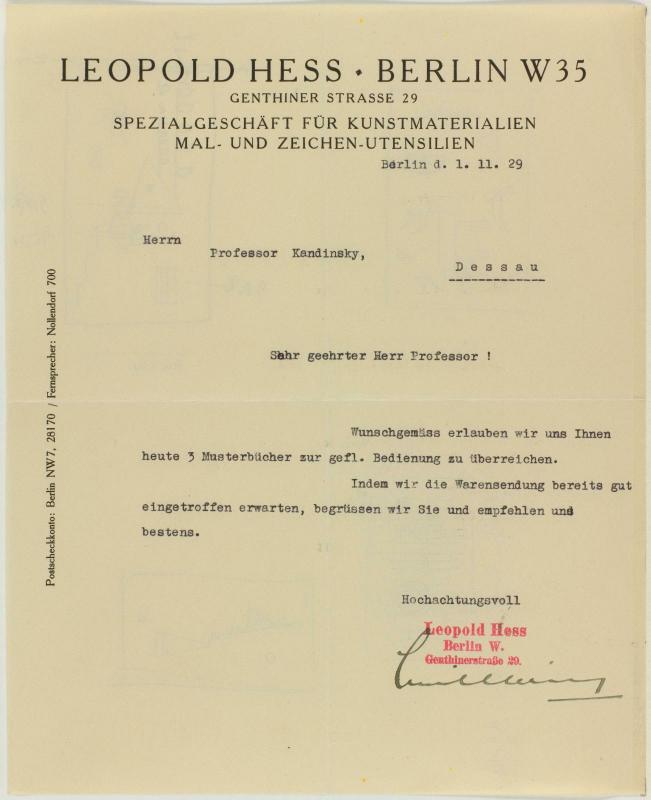 LEOPOLD HESS · BERLIN W35
GENTHINER STRASSE 29
SPEZIALGESCHÄFT FÜR KUNSTMATERIALIEN
MAL- UND ZEICHEN-UTENSILIEN
Berlin d. 1. 11. 29
Herrn
Professor Kandinsky,
Dessau
Sehr geehrter Herr Professor !
Wunschgemäss erlauben wir uns Ihnen
heute 3 Musterbücher zur gefl. Bedienung zu überreichen.
Indem wir die Warensendung bereits gut
eingetroffen erwarten, begrüssen wir Sie und empfehlen uns
bestens.
Hochachtungsvoll
Leopold Hess
Berlin W.
Genthinerstraße 29.
Postscheckkonto: Berlin NW7, 28170 / Fernsprecher: Nollendorf 700